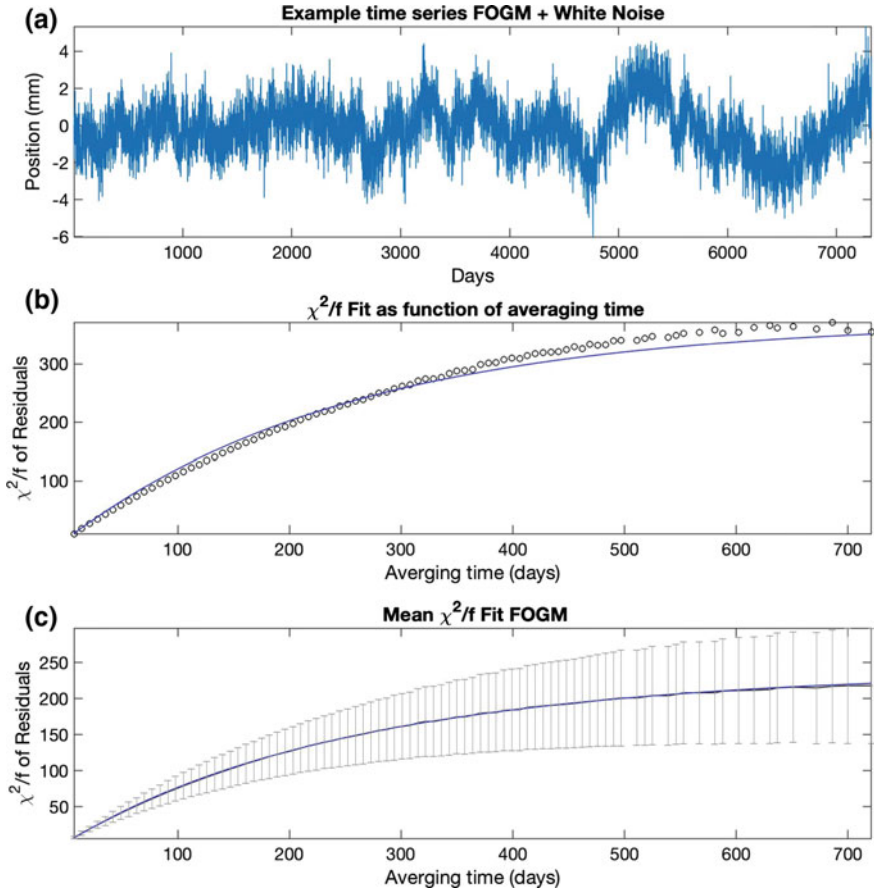 (a)
Example time series FOGM + White Noise
Position (mm)
4
2
0
-2
-4
-6
1000 2000 3000 4000 5000 6000 7000
Days
(b)
χ²/f Fit as function of averaging time
χ²/f of Residuals
300
200
100
100 200 300 400 500 600 700
Averging time (days)
(c)
Mean χ²/f Fit FOGM
χ²/f of Residuals
250
200
150
100
50
100 200 300 400 500 600 700
Averging time (days)